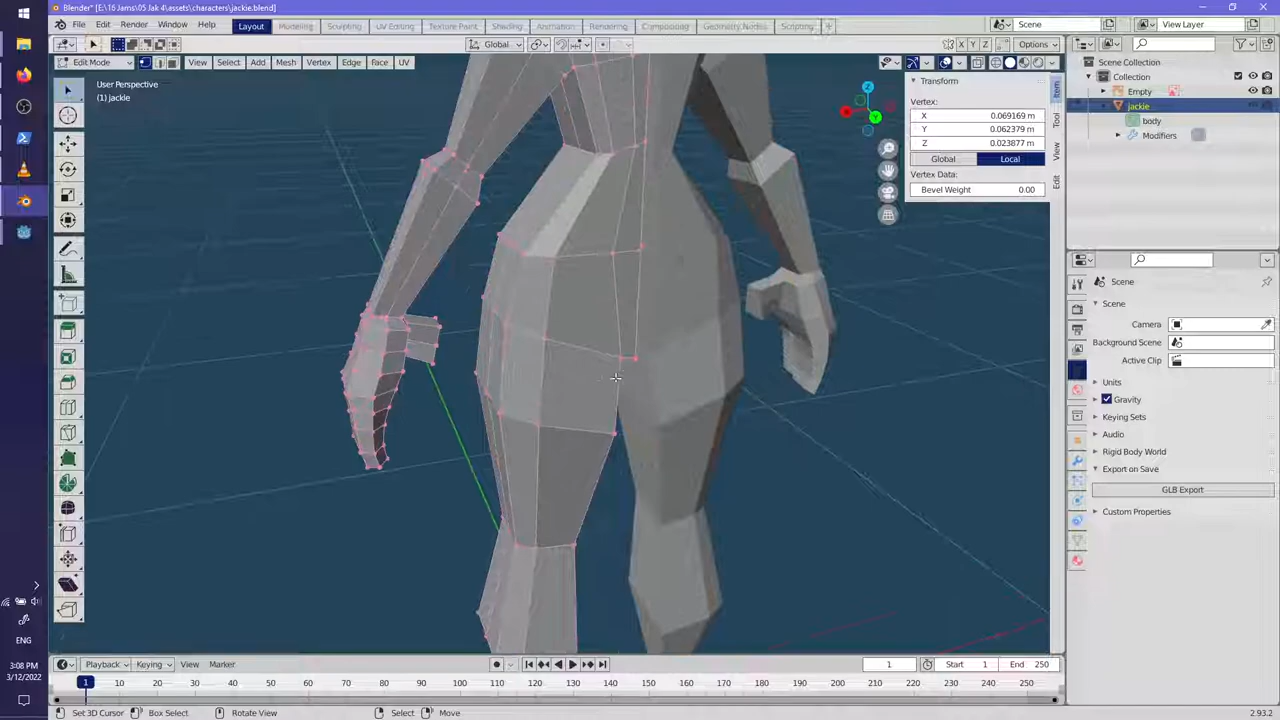 Blender* [E:\15 Jams\05 Jak 4\assets\characters\jackie.blend]
File Edit Render Window Help Layout Modeling Sculpting UV Editing Texture Paint Shading Animation Rendering Compositing Geometry Nodes Scripting + Scene View Layer
Global X Y Z Options
Edit Mode View Select Add Mesh Vertex Edge Face UV
User Perspective
(1) jackie
Transform
Vertex:
X 0.069169 m
Y 0.062379 m
Z 0.023877 m
Global Local
Vertex Data:
Bevel Weight 0.00
Item
Tool
View
Edit
Z
Y
Scene Collection
Collection
Empty
jackie
body
Modifiers
Scene
Scene
Camera
Background Scene
Active Clip
Units
Gravity
Keying Sets
Audio
Rigid Body World
Export on Save
GLB Export
Custom Properties
Playback Keying View Marker 1 Start 1 End 250
1 10 20 30 40 50 60 70 80 90 100 110 120 130 140 150 160 170 180 190 200 210 220 230 240 250
Set 3D Cursor Box Select Rotate View Select Move 2.93.2
ENG
3:08 PM
3/12/2022